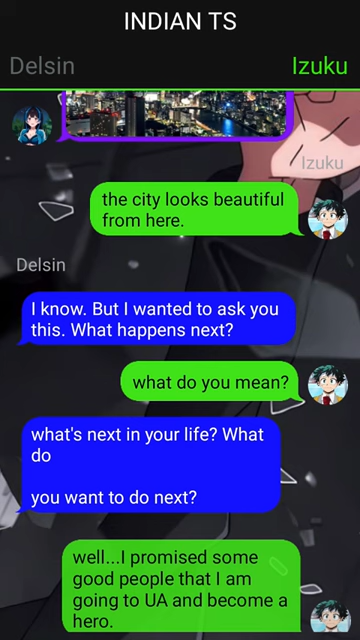 INDIAN TS
Delsin
Izuku
Izuku
the city looks beautiful
from here.
Delsin
I know. But I wanted to ask you
this. What happens next?
what do you mean?
what's next in your life? What
do
you want to do next?
well...I promised some
good people that I am
going to UA and become a
hero.